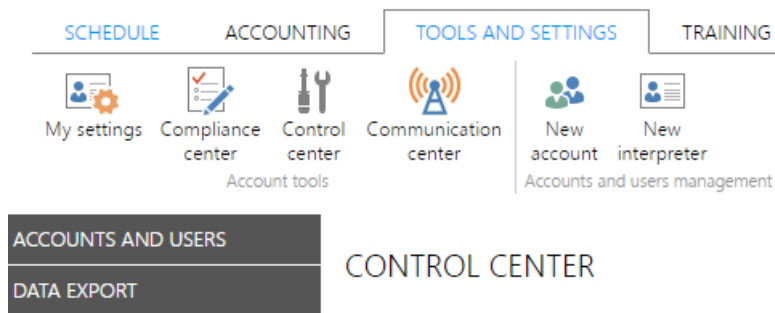 SCHEDULE ACCOUNTING TOOLS AND SETTINGS TRAINING
My settings Compliance center Control center Communication center New account New interpreter
Account tools Accounts and users management
ACCOUNTS AND USERS
CONTROL CENTER
DATA EXPORT